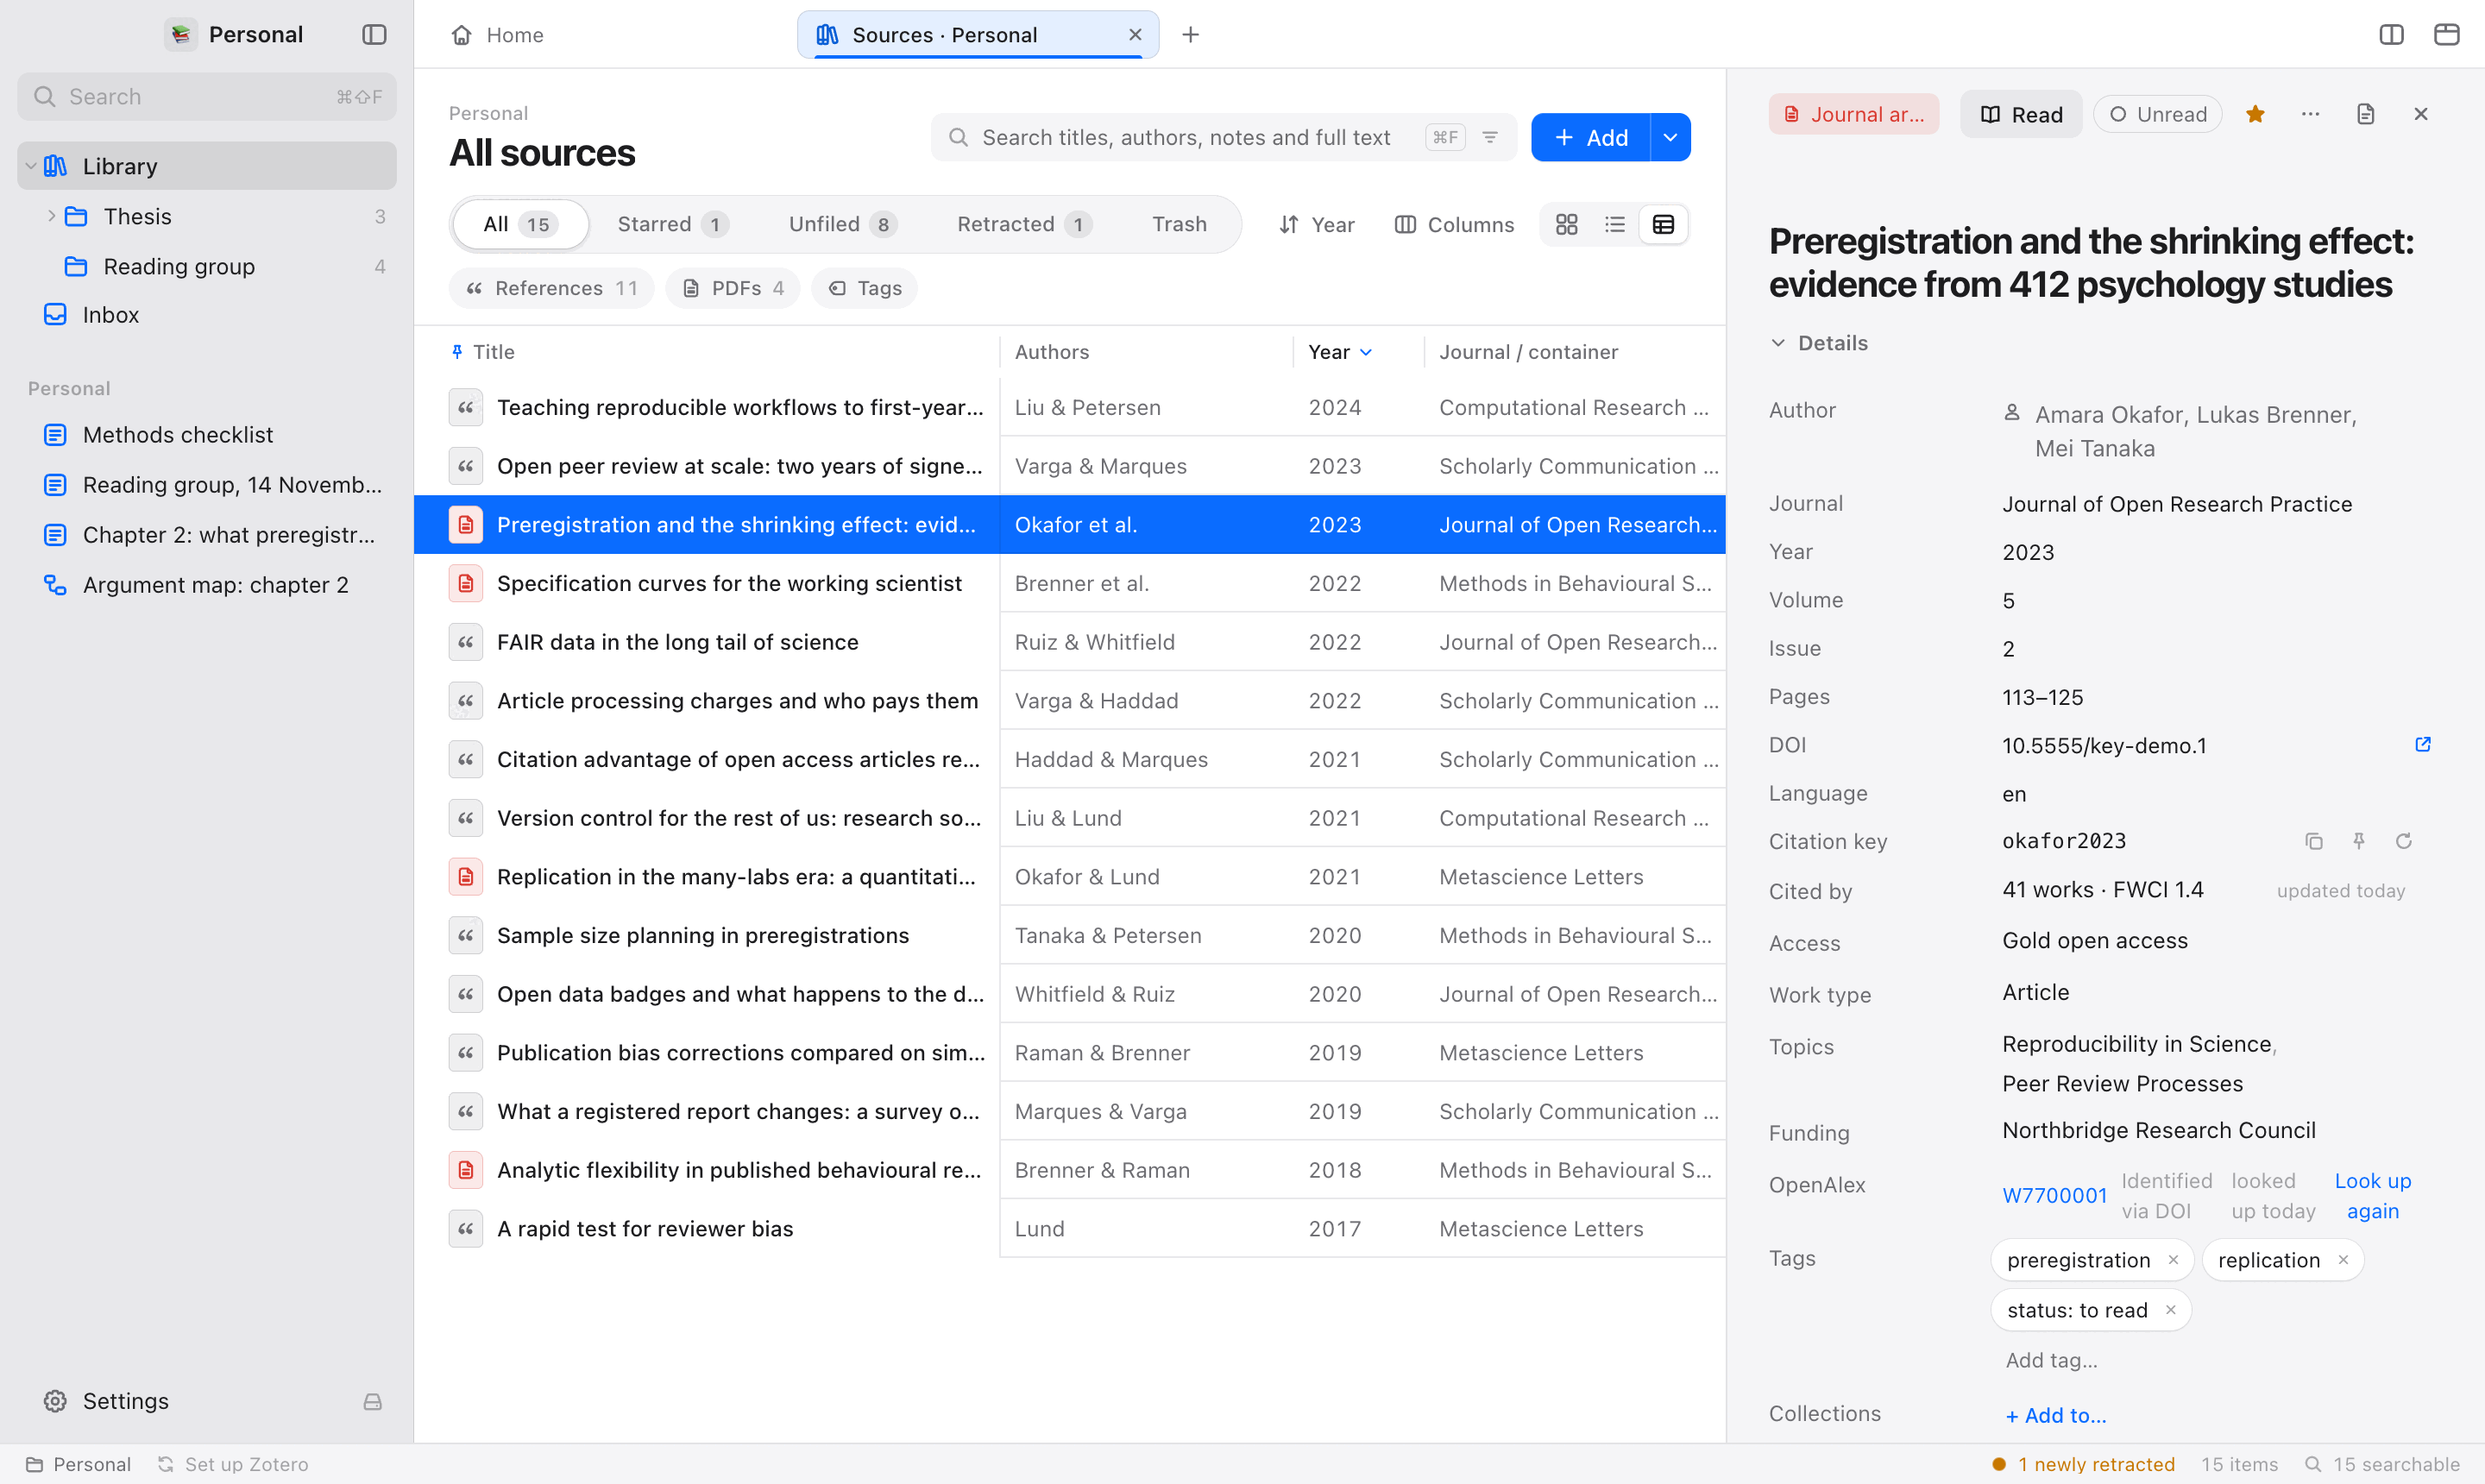 Personal
Search ⌘⇧F
Library
Thesis 3
Reading group 4
Inbox
Personal
Methods checklist
Reading group, 14 Novemb...
Chapter 2: what preregistr...
Argument map: chapter 2
Settings
Home
Sources · Personal
Personal
All sources
Search titles, authors, notes and full text ⌘F
Add
All 15
Starred 1
Unfiled 8
Retracted 1
Trash
Year
Columns
References 11
PDFs 4
Tags
Title Authors Year Journal / container
Teaching reproducible workflows to first-year... Liu & Petersen 2024 Computational Research ...
Open peer review at scale: two years of signe... Varga & Marques 2023 Scholarly Communication ...
Preregistration and the shrinking effect: evid... Okafor et al. 2023 Journal of Open Research...
Specification curves for the working scientist Brenner et al. 2022 Methods in Behavioural S...
FAIR data in the long tail of science Ruiz & Whitfield 2022 Journal of Open Research...
Article processing charges and who pays them Varga & Haddad 2022 Scholarly Communication ...
Citation advantage of open access articles re... Haddad & Marques 2021 Scholarly Communication ...
Version control for the rest of us: research so... Liu & Lund 2021 Computational Research ...
Replication in the many-labs era: a quantitati... Okafor & Lund 2021 Metascience Letters
Sample size planning in preregistrations Tanaka & Petersen 2020 Methods in Behavioural S...
Open data badges and what happens to the d... Whitfield & Ruiz 2020 Journal of Open Research...
Publication bias corrections compared on sim... Raman & Brenner 2019 Metascience Letters
What a registered report changes: a survey o... Marques & Varga 2019 Scholarly Communication ...
Analytic flexibility in published behavioural re... Brenner & Raman 2018 Methods in Behavioural S...
A rapid test for reviewer bias Lund 2017 Metascience Letters
Journal ar...
Read
Unread
Preregistration and the shrinking effect:
evidence from 412 psychology studies
Details
Author Amara Okafor, Lukas Brenner,
Mei Tanaka
Journal Journal of Open Research Practice
Year 2023
Volume 5
Issue 2
Pages 113–125
DOI 10.5555/key-demo.1
Language en
Citation key okafor2023
Cited by 41 works · FWCI 1.4 updated today
Access Gold open access
Work type Article
Topics Reproducibility in Science,
Peer Review Processes
Funding Northbridge Research Council
OpenAlex W7700001 Identified via DOI looked up today Look up again
Tags preregistration × replication ×
status: to read ×
Add tag...
Collections + Add to...
Personal
Set up Zotero
1 newly retracted
15 items
15 searchable